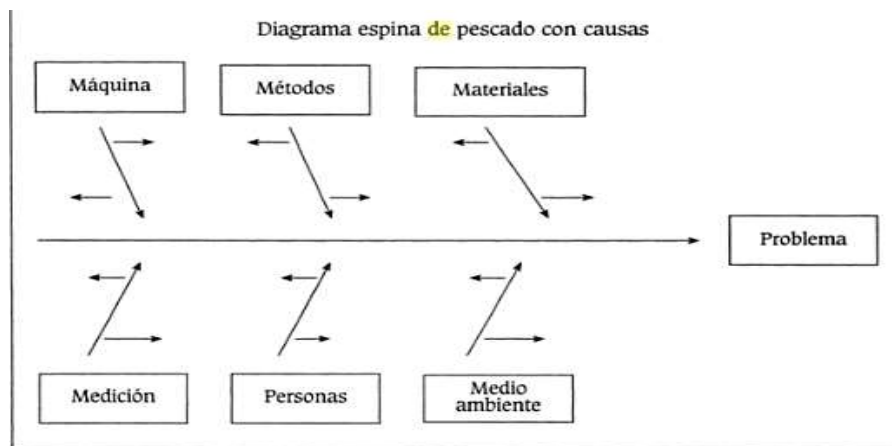 Diagrama espina de pescado con causas
Máquina
Métodos
Materiales
Problema
Medición
Personas
Medio
ambiente